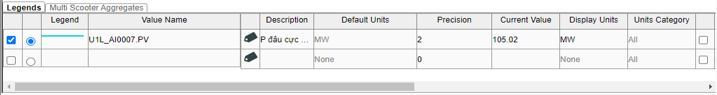 Legends Multi Scooter Aggregates
Legend Value Name Description Default Units Precision Current Value Display Units Units Category
U1L_AI0007.PV P đầu cực ... MW 2 105.02 MW All
None 0 None All